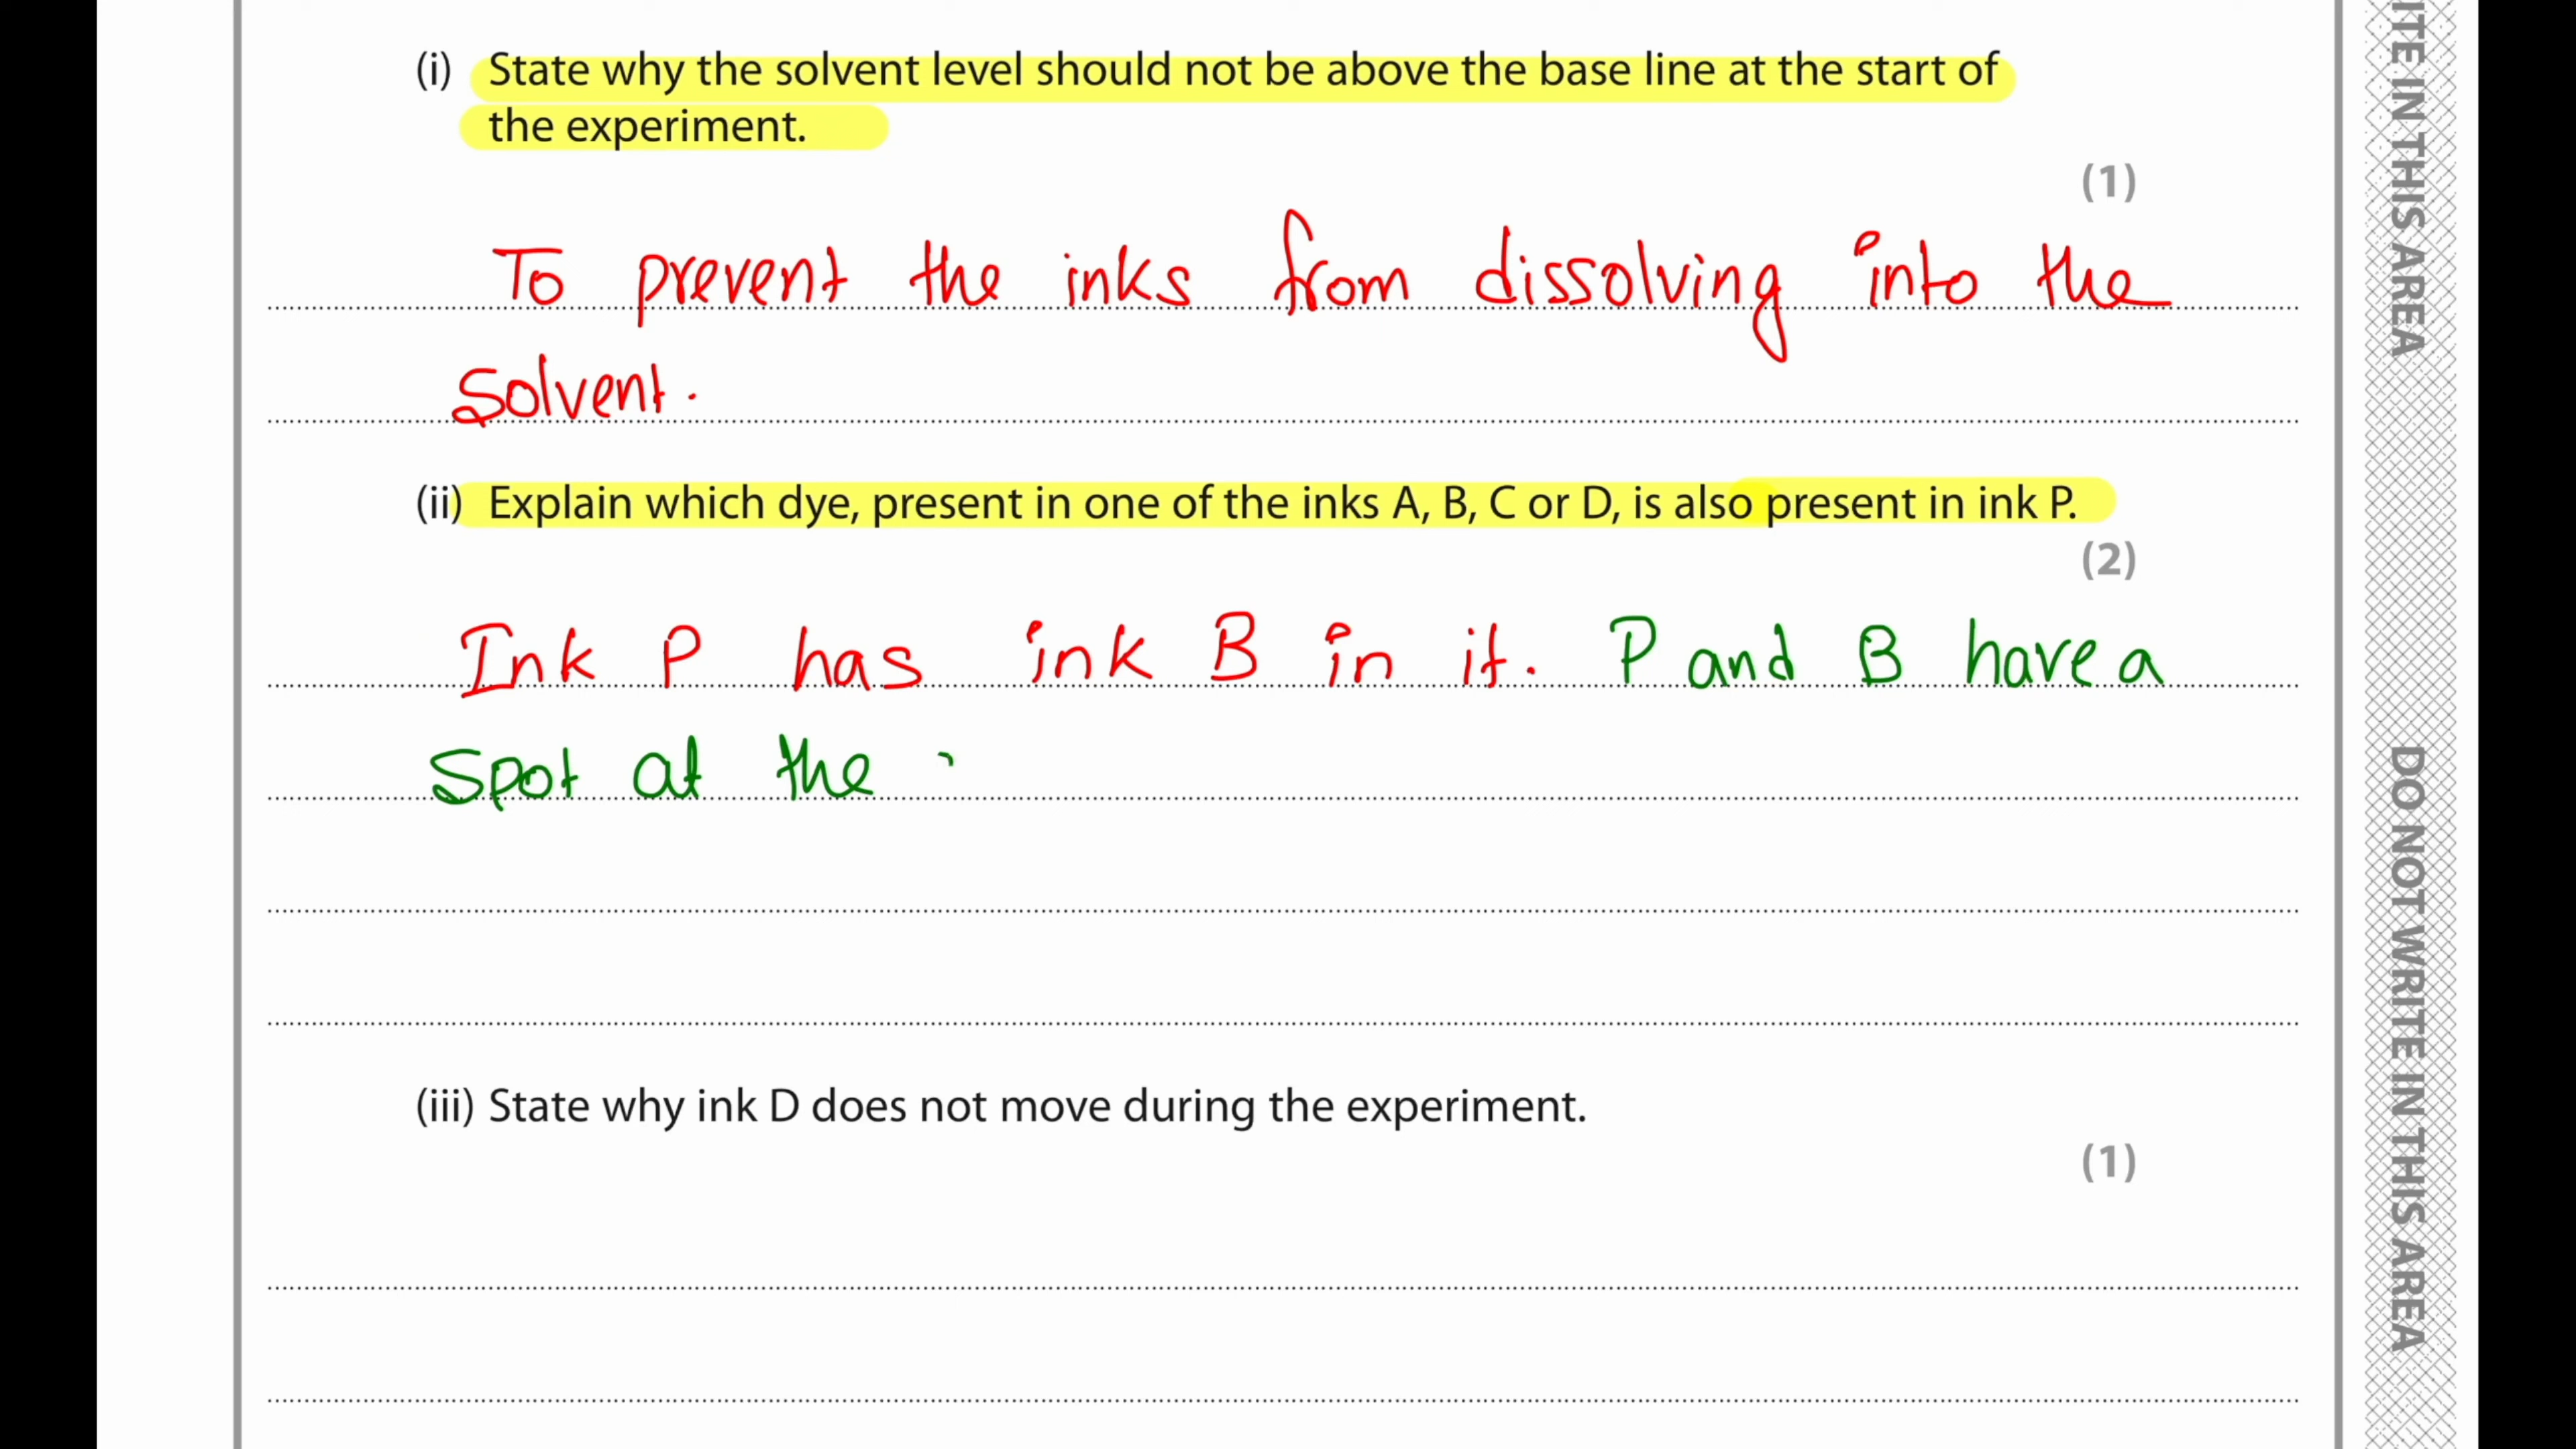 (i) State why the solvent level should not be above the base line at the start of
the experiment.
(1)
To prevent the inks from dissolving into the
solvent.
(ii) Explain which dye, present in one of the inks A, B, C or D, is also present in ink P.
(2)
Ink P has ink B in it. P and B have a
spot at the
(iii) State why ink D does not move during the experiment.
(1)
ITE IN THIS AREA
DO NOT WRITE IN THIS AREA